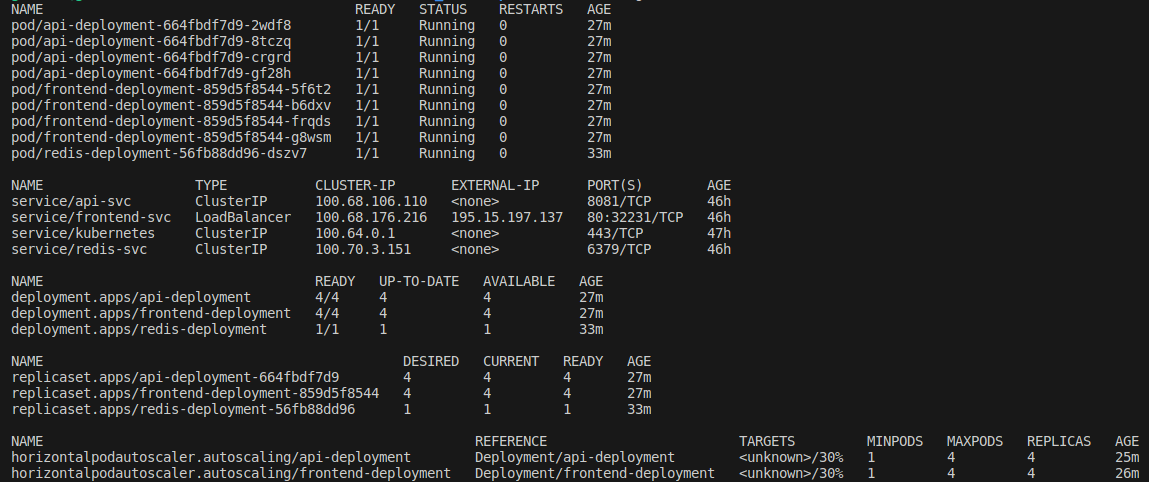 NAME READY STATUS RESTARTS AGE
pod/api-deployment-664fbdf7d9-2wdf8 1/1 Running 0 27m
pod/api-deployment-664fbdf7d9-8tczq 1/1 Running 0 27m
pod/api-deployment-664fbdf7d9-crgrd 1/1 Running 0 27m
pod/api-deployment-664fbdf7d9-gf28h 1/1 Running 0 27m
pod/frontend-deployment-859d5f8544-5f6t2 1/1 Running 0 27m
pod/frontend-deployment-859d5f8544-b6dxv 1/1 Running 0 27m
pod/frontend-deployment-859d5f8544-frqds 1/1 Running 0 27m
pod/frontend-deployment-859d5f8544-g8wsm 1/1 Running 0 27m
pod/redis-deployment-56fb88dd96-dszv7 1/1 Running 0 33m
NAME TYPE CLUSTER-IP EXTERNAL-IP PORT(S) AGE
service/api-svc ClusterIP 100.68.106.110 <none> 8081/TCP 46h
service/frontend-svc LoadBalancer 100.68.176.216 195.15.197.137 80:32231/TCP 46h
service/kubernetes ClusterIP 100.64.0.1 <none> 443/TCP 47h
service/redis-svc ClusterIP 100.70.3.151 <none> 6379/TCP 46h
NAME READY UP-TO-DATE AVAILABLE AGE
deployment.apps/api-deployment 4/4 4 4 27m
deployment.apps/frontend-deployment 4/4 4 4 27m
deployment.apps/redis-deployment 1/1 1 1 33m
NAME DESIRED CURRENT READY AGE
replicaset.apps/api-deployment-664fbdf7d9 4 4 4 27m
replicaset.apps/frontend-deployment-859d5f8544 4 4 4 27m
replicaset.apps/redis-deployment-56fb88dd96 1 1 1 33m
NAME REFERENCE TARGETS MINPODS MAXPODS REPLICAS AGE
horizontalpodautoscaler.autoscaling/api-deployment Deployment/api-deployment <unknown>/30% 1 4 4 25m
horizontalpodautoscaler.autoscaling/frontend-deployment Deployment/frontend-deployment <unknown>/30% 1 4 4 26m